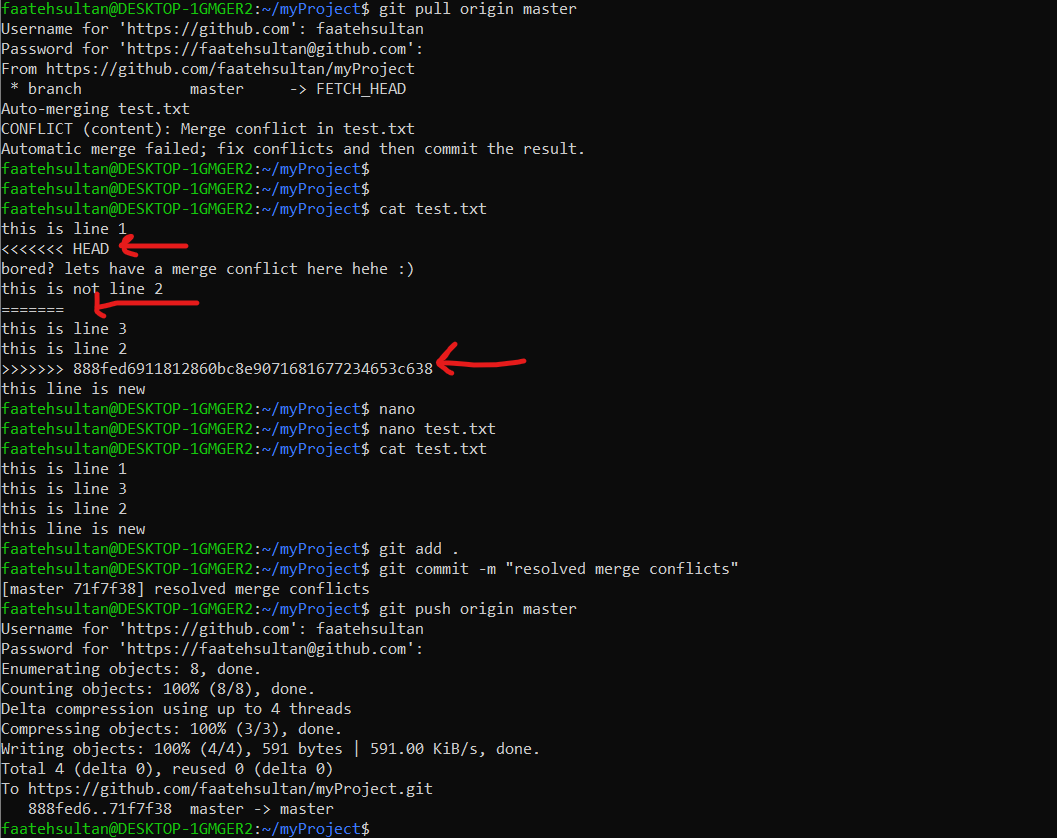 faatehsultan@DESKTOP-1GMGER2:~/myProject$ git pull origin master
Username for 'https://github.com': faatehsultan
Password for 'https://faatehsultan@github.com':
From https://github.com/faatehsultan/myProject
 * branch            master     -> FETCH_HEAD
Auto-merging test.txt
CONFLICT (content): Merge conflict in test.txt
Automatic merge failed; fix conflicts and then commit the result.
faatehsultan@DESKTOP-1GMGER2:~/myProject$
faatehsultan@DESKTOP-1GMGER2:~/myProject$
faatehsultan@DESKTOP-1GMGER2:~/myProject$ cat test.txt
this is line 1
<<<<<<< HEAD
bored? lets have a merge conflict here hehe :)
this is not line 2
=======
this is line 3
this is line 2
>>>>>>> 888fed6911812860bc8e9071681677234653c638
this line is new
faatehsultan@DESKTOP-1GMGER2:~/myProject$ nano
faatehsultan@DESKTOP-1GMGER2:~/myProject$ nano test.txt
faatehsultan@DESKTOP-1GMGER2:~/myProject$ cat test.txt
this is line 1
this is line 3
this is line 2
this line is new
faatehsultan@DESKTOP-1GMGER2:~/myProject$ git add .
faatehsultan@DESKTOP-1GMGER2:~/myProject$ git commit -m "resolved merge conflicts"
[master 71f7f38] resolved merge conflicts
faatehsultan@DESKTOP-1GMGER2:~/myProject$ git push origin master
Username for 'https://github.com': faatehsultan
Password for 'https://faatehsultan@github.com':
Enumerating objects: 8, done.
Counting objects: 100% (8/8), done.
Delta compression using up to 4 threads
Compressing objects: 100% (3/3), done.
Writing objects: 100% (4/4), 591 bytes | 591.00 KiB/s, done.
Total 4 (delta 0), reused 0 (delta 0)
To https://github.com/faatehsultan/myProject.git
   888fed6..71f7f38  master -> master
faatehsultan@DESKTOP-1GMGER2:~/myProject$